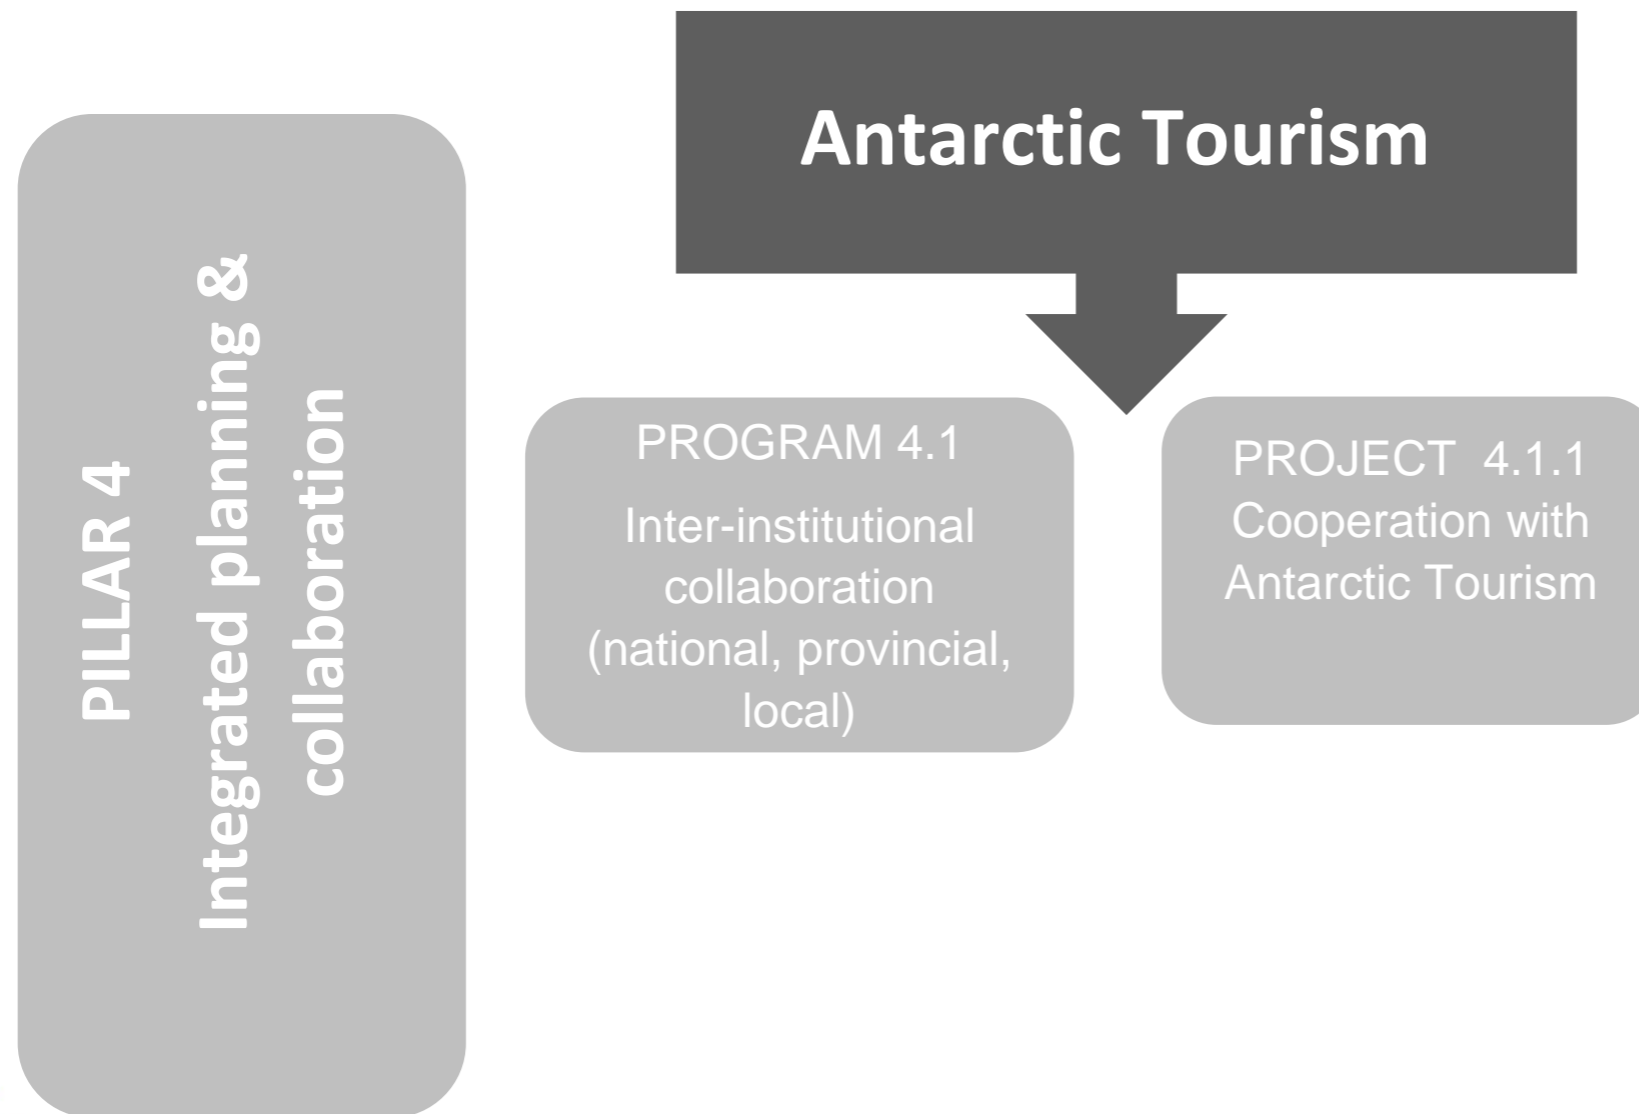 Antarctic Tourism
PILLAR 4
Integrated planning &
collaboration
PROGRAM 4.1
Inter-institutional
collaboration
(national, provincial,
local)
PROJECT  4.1.1
Cooperation with
Antarctic Tourism